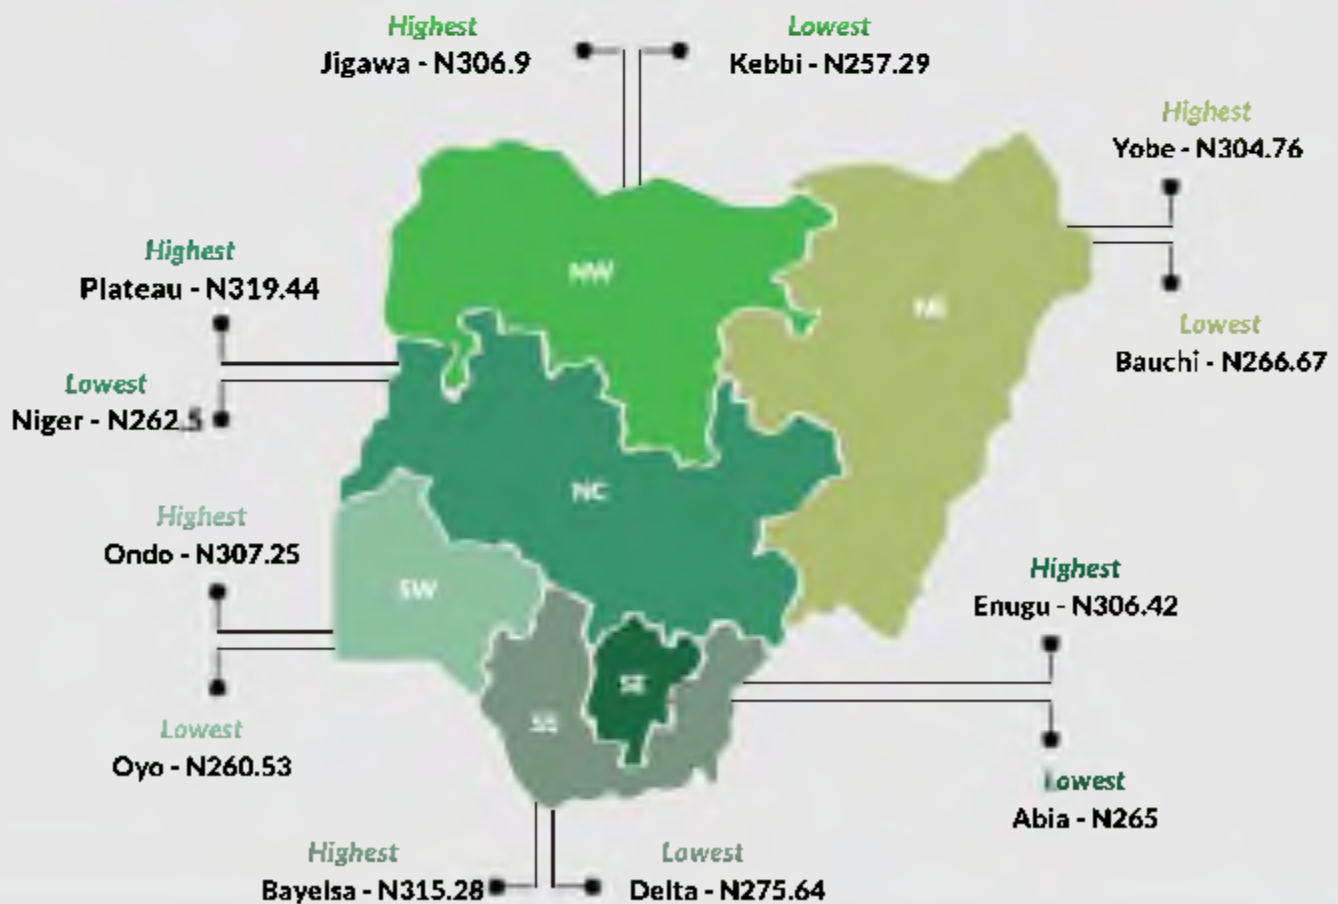 Highest
Jigawa - N306.9
Lowest
Kebbi - N257.29
Highest
Yobe - N304.76
Highest
Plateau - N319.44
NW
NE
Lowest
Bauchi - N266.67
Lowest
Niger - N262.5
NC
Highest
Ondo - N307.25
SW
Highest
Enugu - N306.42
SE
SS
Lowest
Oyo - N260.53
Lowest
Abia - N265
Highest
Bayelsa - N315.28
Lowest
Delta - N275.64